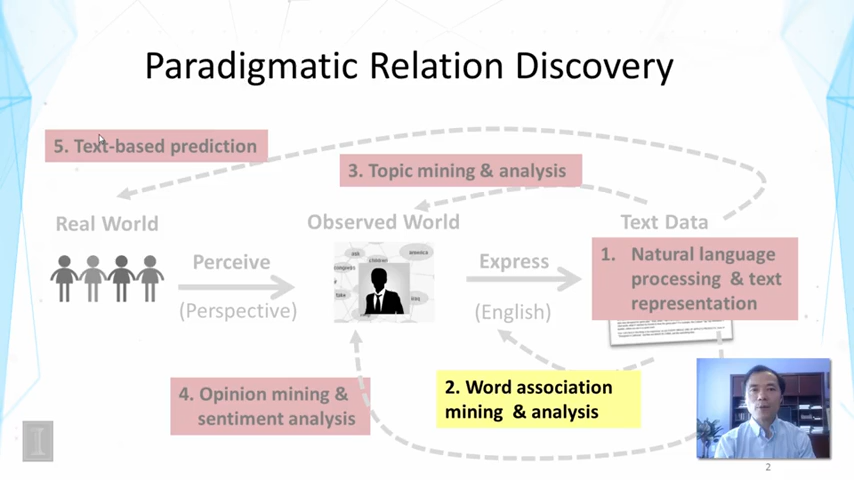 Paradigmatic Relation Discovery
5. Text-based prediction
3. Topic mining & analysis
Real World
Observed World
Text Data
Perceive
(Perspective)
Express
(English)
1. Natural language
processing & text
representation
4. Opinion mining &
sentiment analysis
2. Word association
mining & analysis
2